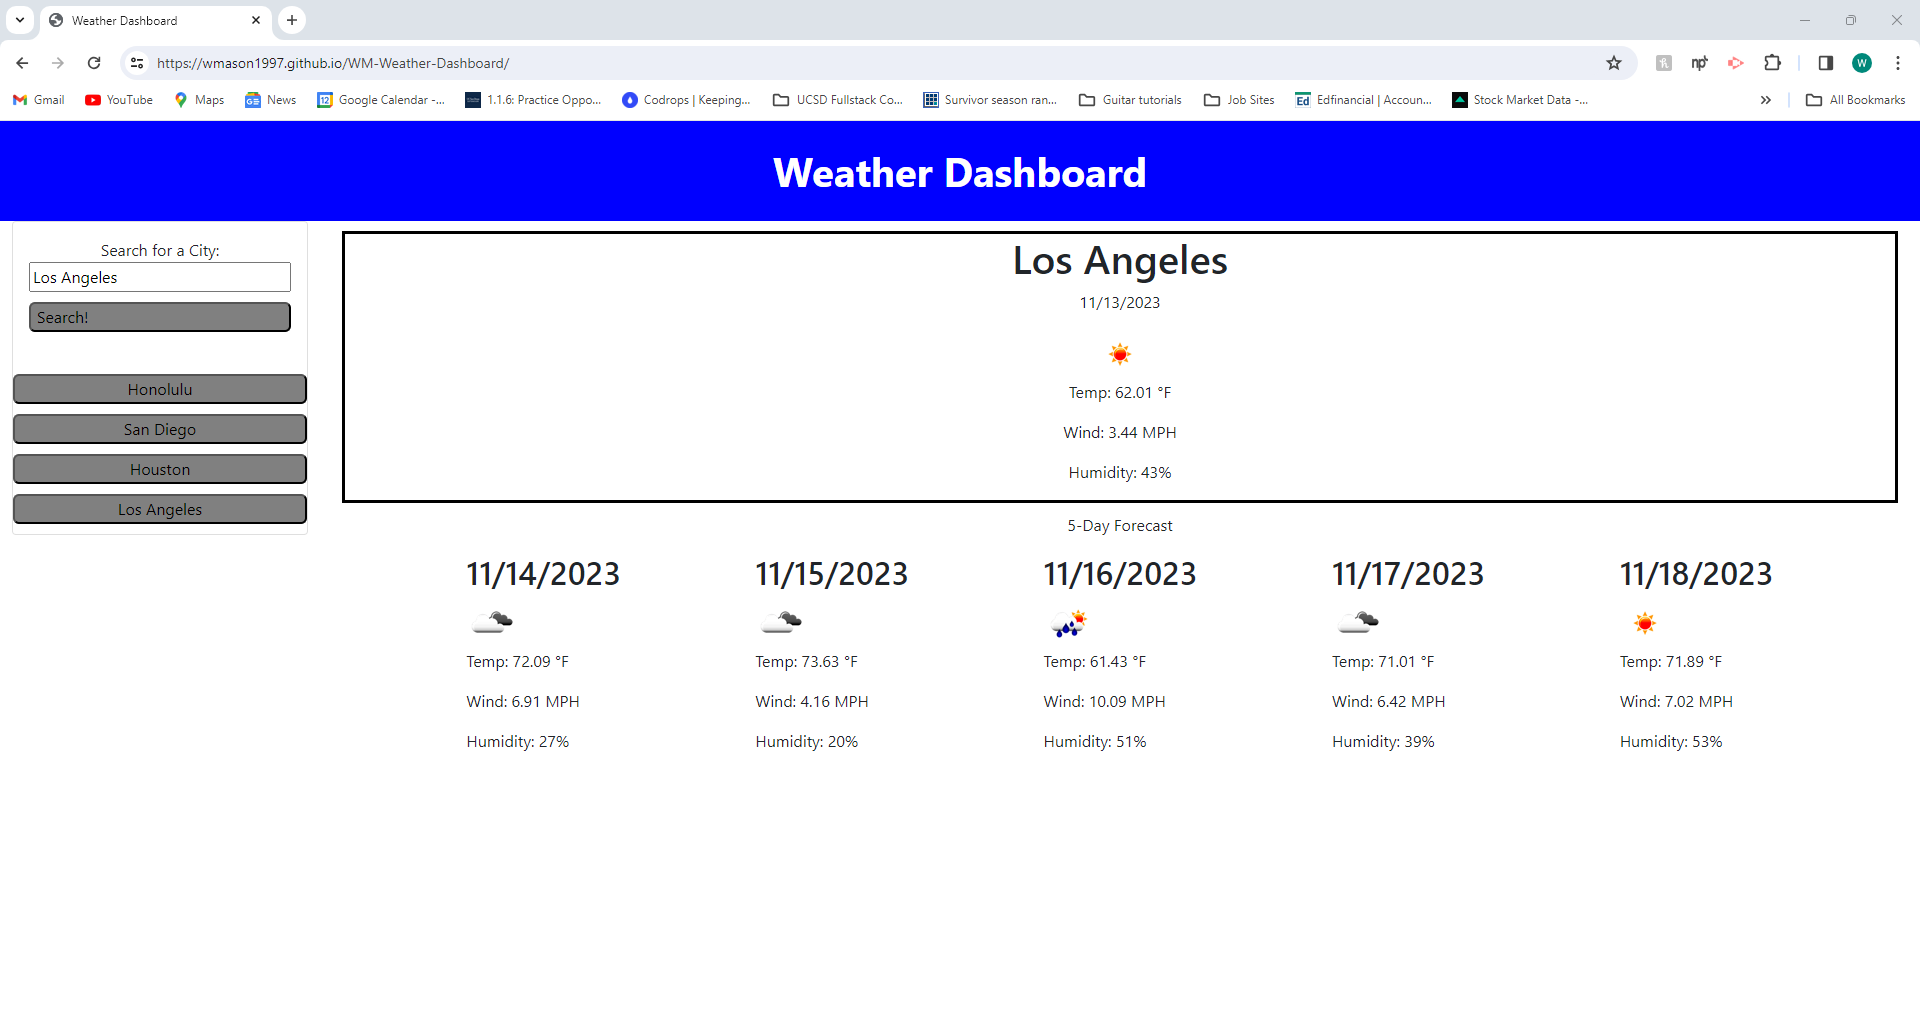 Weather Dashboard
https://wmason1997.github.io/WM-Weather-Dashboard/
W
Gmail YouTube Maps News Google Calendar -... 1.1.6: Practice Oppo... Codrops | Keeping... UCSD Fullstack Co... Survivor season ran... Guitar tutorials Job Sites Edfinancial | Accoun... Stock Market Data -... All Bookmarks
Weather Dashboard
Search for a City:
Los Angeles
Search!
Honolulu
San Diego
Houston
Los Angeles
Los Angeles
11/13/2023
Temp: 62.01 °F
Wind: 3.44 MPH
Humidity: 43%
5-Day Forecast
11/14/2023 11/15/2023 11/16/2023 11/17/2023 11/18/2023
Temp: 72.09 °F Temp: 73.63 °F Temp: 61.43 °F Temp: 71.01 °F Temp: 71.89 °F
Wind: 6.91 MPH Wind: 4.16 MPH Wind: 10.09 MPH Wind: 6.42 MPH Wind: 7.02 MPH
Humidity: 27% Humidity: 20% Humidity: 51% Humidity: 39% Humidity: 53%